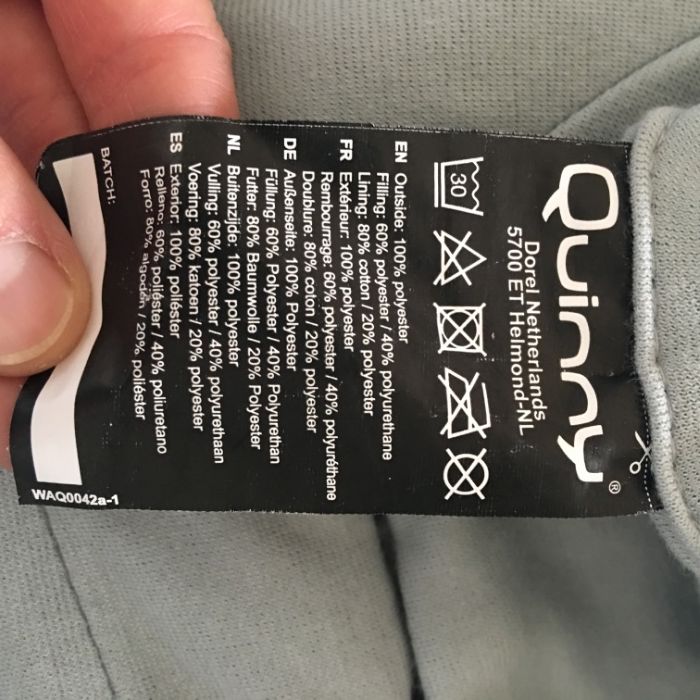 Quinny®
Dorel Netherlands
5700 ET Helmond-NL
30
EN Outside: 100% polyester
Filling: 60% polyester / 40% polyurethane
Lining: 80% cotton / 20% polyester
FR Extérieur: 100% polyester
Rembourrage: 60% polyester / 40% polyuréthane
Doublure: 80% coton / 20% polyester
DE Außenseite: 100% Polyester
Füllung: 60% Polyester / 40% Polyurethan
Futter: 80% Baumwolle / 20% Polyester
NL Buitenzijde: 100% polyester
Vulling: 60% polyester / 40% polyurethaan
Voering: 80% katoen / 20% polyester
ES Exterior: 100% poliéster
Relleno: 60% poliéster / 40% poliuretano
Forro: 80% algodón / 20% poliéster
BATCH:
WAQ0042a-1